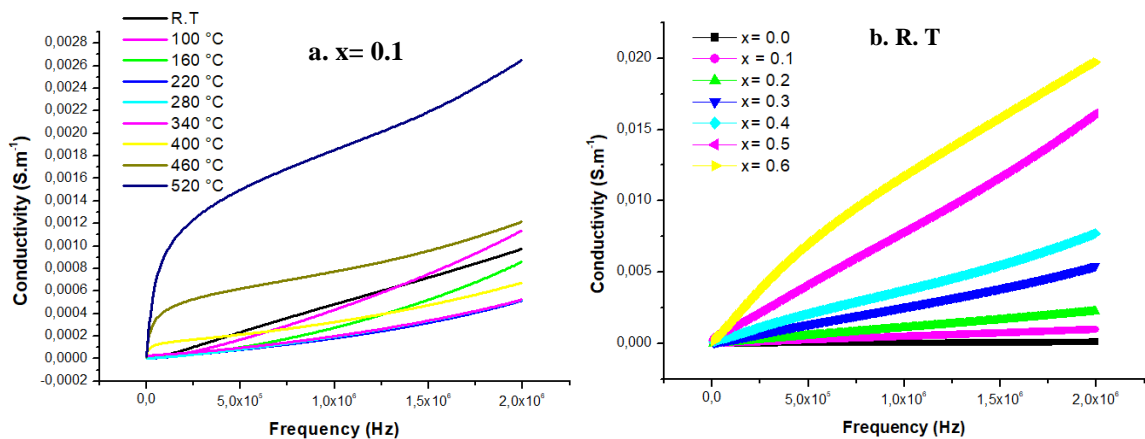 a. x= 0.1
R.T
100 °C
160 °C
220 °C
280 °C
340 °C
400 °C
460 °C
520 °C
0,0028
0,0026
0,0024
0,0022
0,0020
0,0018
0,0016
0,0014
0,0012
0,0010
0,0008
0,0006
0,0004
0,0002
0,0000
-0,0002
Conductivity (S.m⁻¹)
0,0 5,0x10⁵ 1,0x10⁶ 1,5x10⁶ 2,0x10⁶
Frequency (Hz)
b. R. T
x= 0.0
x = 0.1
x= 0.2
x= 0.3
x= 0.4
x= 0.5
x= 0.6
0,020
0,015
0,010
0,005
0,000
Conductivity (S.m⁻¹)
0,0 5,0x10⁵ 1,0x10⁶ 1,5x10⁶ 2,0x10⁶
Frequency (Hz)